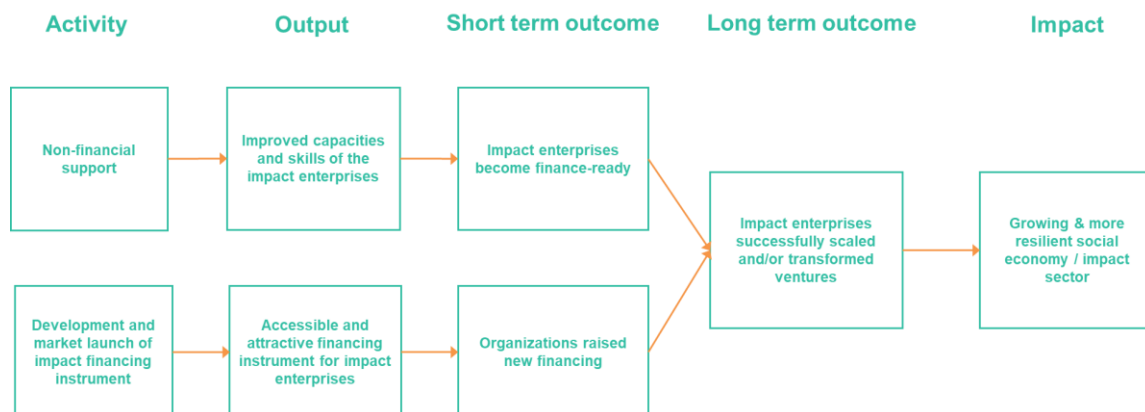 Activity
Output
Short term outcome
Long term outcome
Impact
Non-financial
support
Improved capacities
and skills of the
impact enterprises
Impact enterprises
become finance-ready
Impact enterprises
successfully scaled
and/or transformed
ventures
Growing & more
resilient social
economy / impact
sector
Development and
market launch of
impact financing
instrument
Accessible and
attractive financing
instrument for impact
enterprises
Organizations raised
new financing